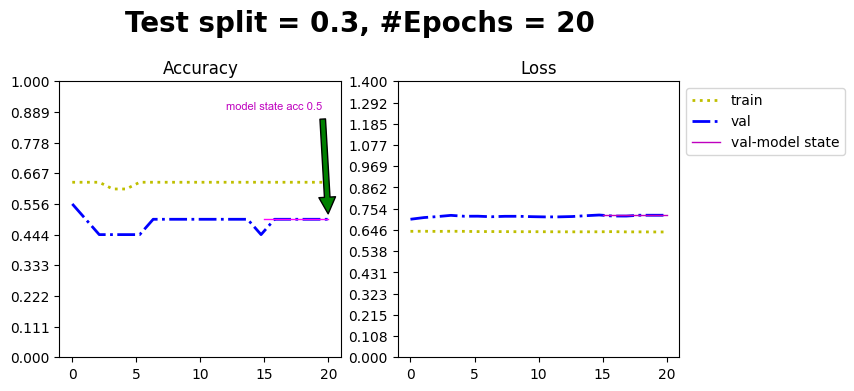 Test split = 0.3, #Epochs = 20
Accuracy
Loss
1.000
0.889
0.778
0.667
0.556
0.444
0.333
0.222
0.111
0.000
model state acc 0.5
0 5 10 15 20
1.400
1.292
1.185
1.077
0.969
0.862
0.754
0.646
0.538
0.431
0.323
0.215
0.108
0.000
0 5 10 15 20
train
val
val-model state